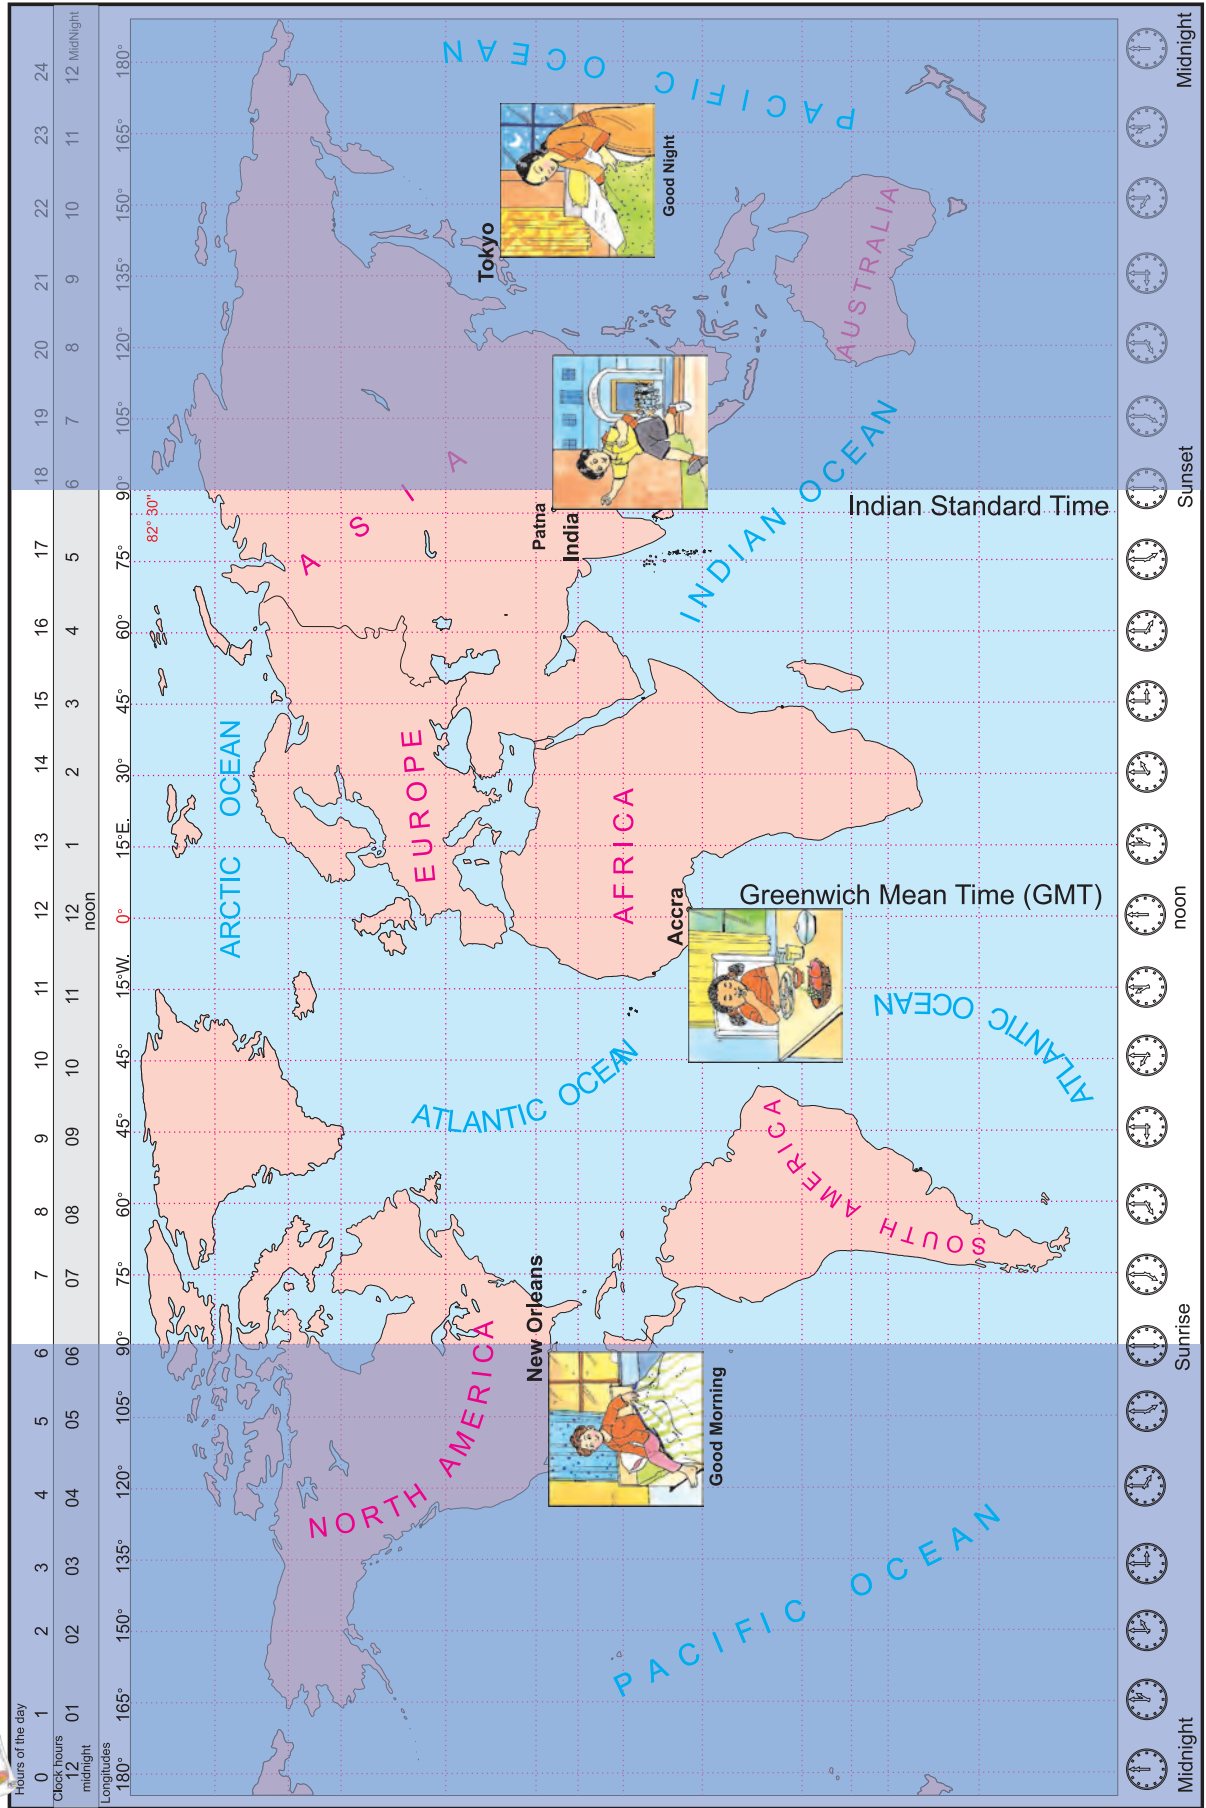 Hours of the day
0 1 2 3 4 5 6 7 8 9 10 11 12 13 14 15 16 17 18 19 20 21 22 23 24
Clock hours
12 01 02 03 04 05 06 07 08 09 10 11 12 1 2 3 4 5 6 7 8 9 10 11 12 MidNight
midnight noon
Longitudes
180° 165° 150° 135° 120° 105° 90° 75° 60° 45° 45° 15°W. 0° 15°E. 30° 45° 60° 75° 90° 105° 120° 135° 150° 165° 180°
82° 30"
ARCTIC OCEAN
NORTH AMERICA
ATLANTIC OCEAN
EUROPE
ASIA
PACIFIC OCEAN
Tokyo
Good Night
New Orleans
Good Morning
Patna
India
AFRICA
Accra
PACIFIC OCEAN
SOUTH AMERICA
INDIAN OCEAN
AUSTRALIA
ATLANTIC OCEAN
Greenwich Mean Time (GMT)
Indian Standard Time
Midnight Sunrise noon Sunset Midnight